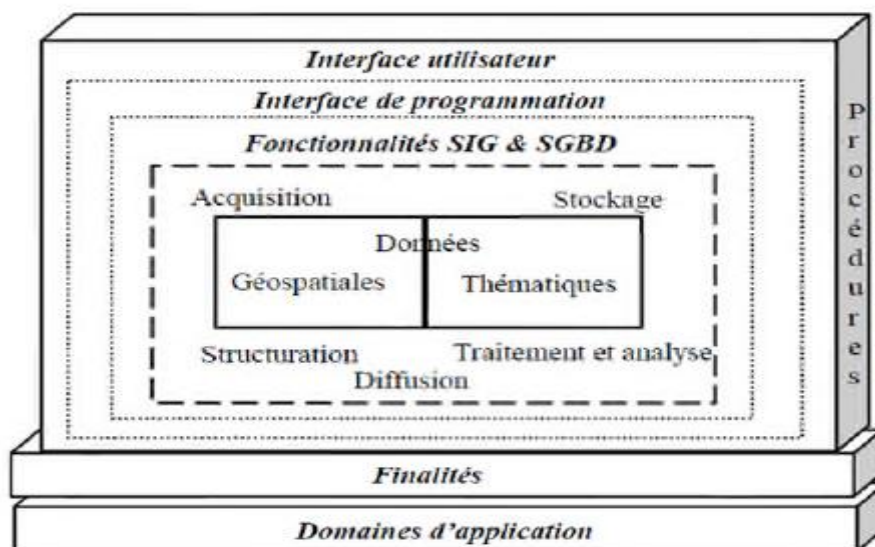 Interface utilisateur
Interface de programmation
Fonctionnalités SIG & SGBD
Acquisition
Stockage
Données
Géospatiales
Thématiques
Structuration
Traitement et analyse
Diffusion
Procédures
Finalités
Domaines d'application